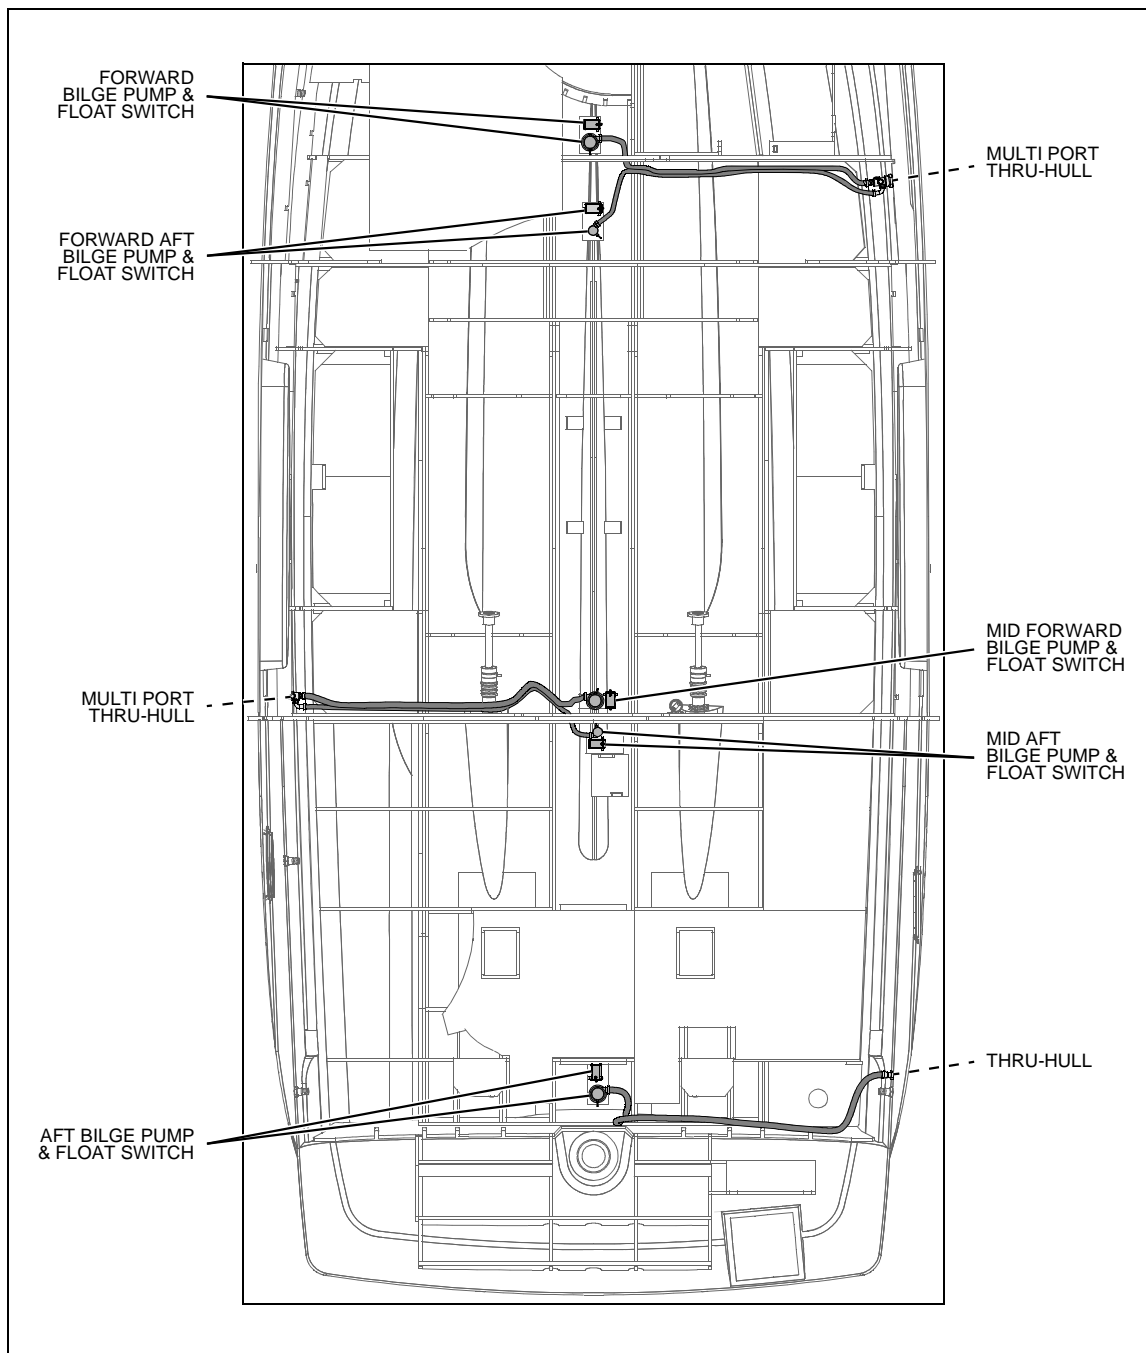 FORWARD
BILGE PUMP &
FLOAT SWITCH
MULTI PORT
THRU-HULL
FORWARD AFT
BILGE PUMP &
FLOAT SWITCH
MID FORWARD
BILGE PUMP &
FLOAT SWITCH
MULTI PORT
THRU-HULL
MID AFT
BILGE PUMP &
FLOAT SWITCH
THRU-HULL
AFT BILGE PUMP
& FLOAT SWITCH